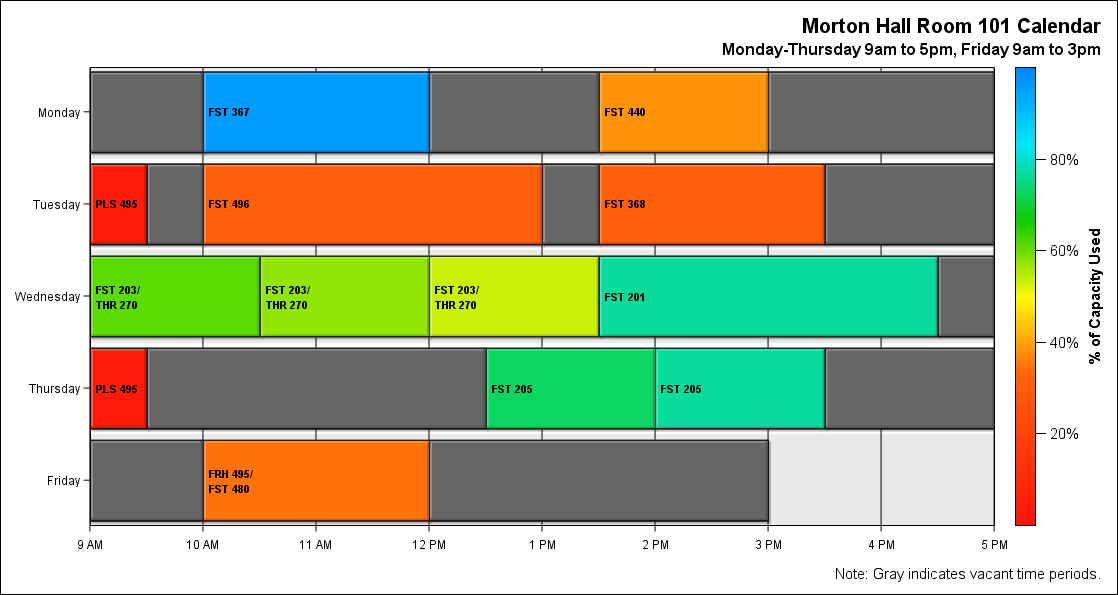 Morton Hall Room 101 Calendar
Monday-Thursday 9am to 5pm, Friday 9am to 3pm
Monday
FST 367
FST 440
Tuesday
PLS 495
FST 496
FST 368
Wednesday
FST 203/
THR 270
FST 203/
THR 270
FST 203/
THR 270
FST 201
Thursday
PLS 495
FST 205
FST 205
Friday
FRH 495/
FST 480
9 AM
10 AM
11 AM
12 PM
1 PM
2 PM
3 PM
4 PM
5 PM
80%
60%
40%
20%
% of Capacity Used
Note: Gray indicates vacant time periods.